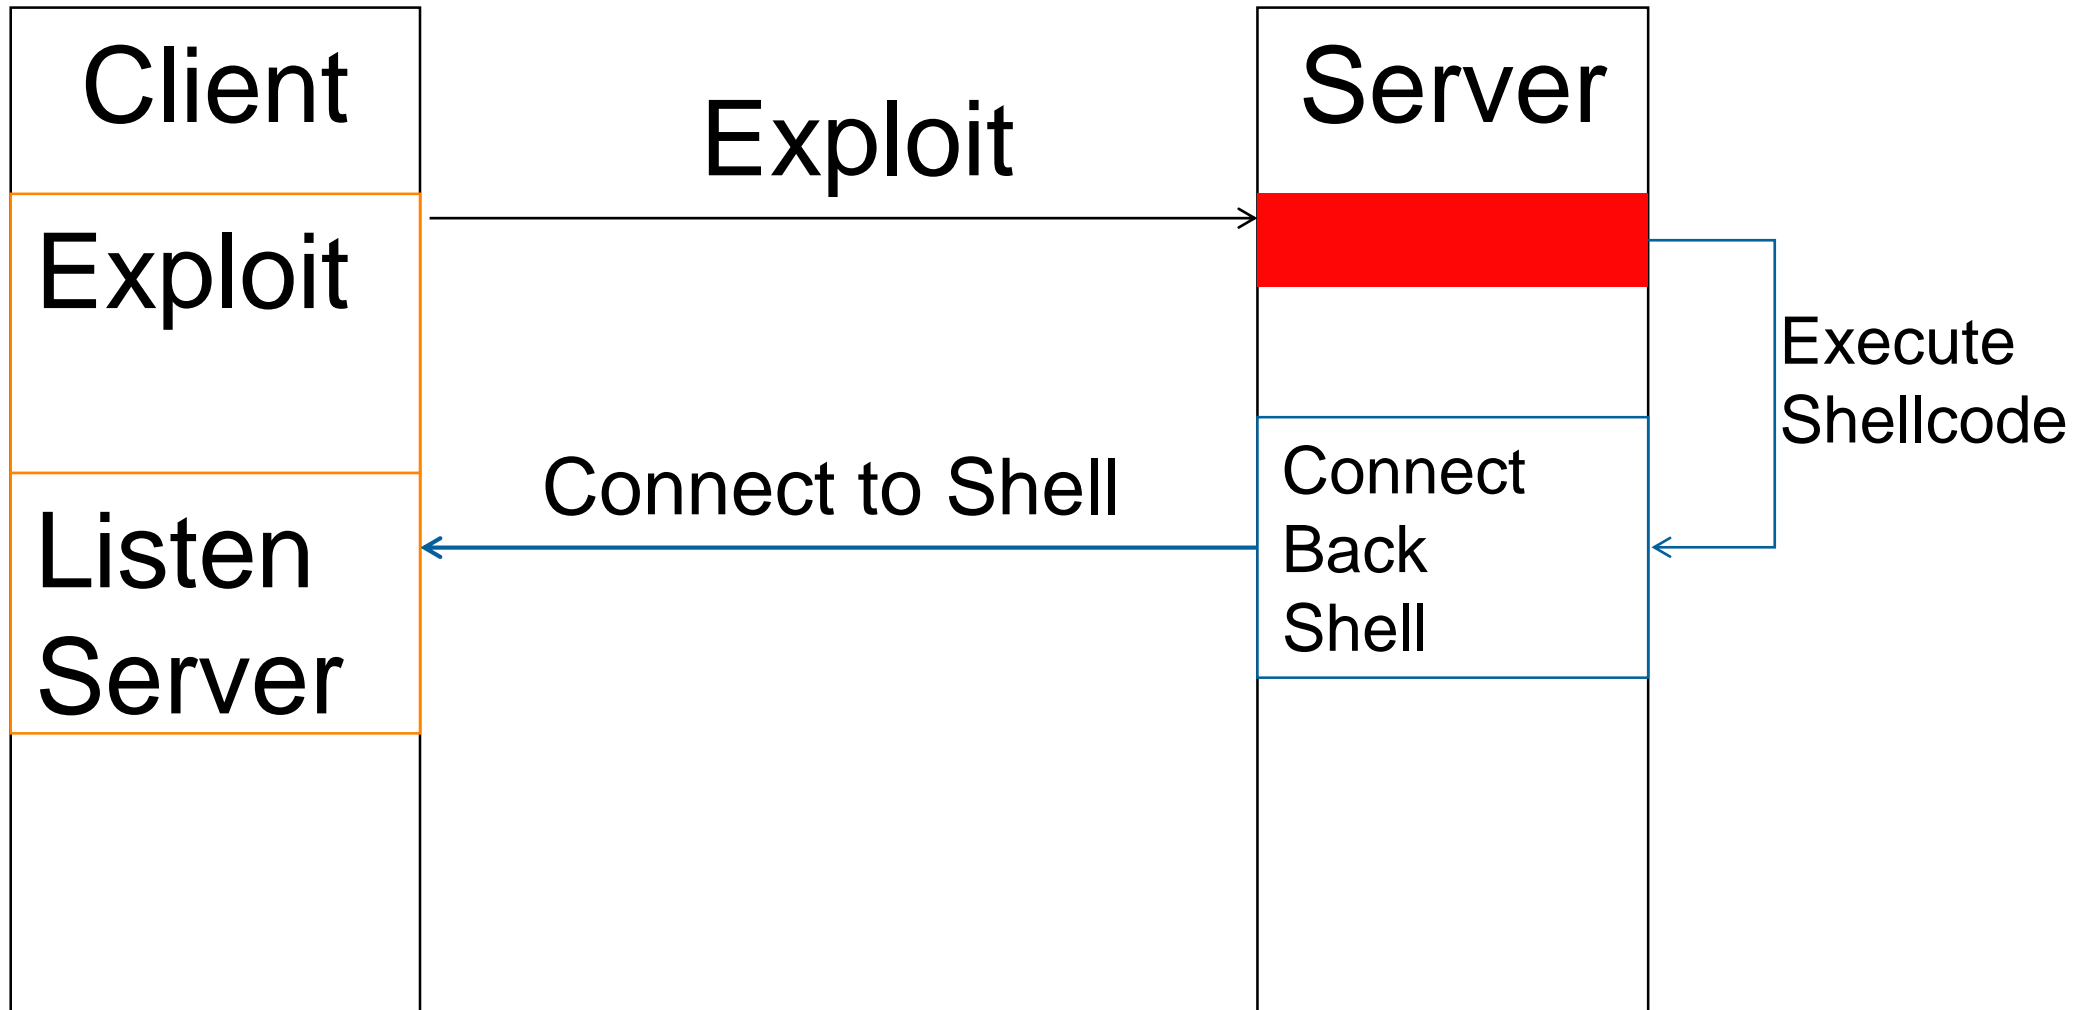 Client
Exploit
Server
Exploit
Execute
Shellcode
Connect to Shell
Connect
Back
Shell
Listen
Server